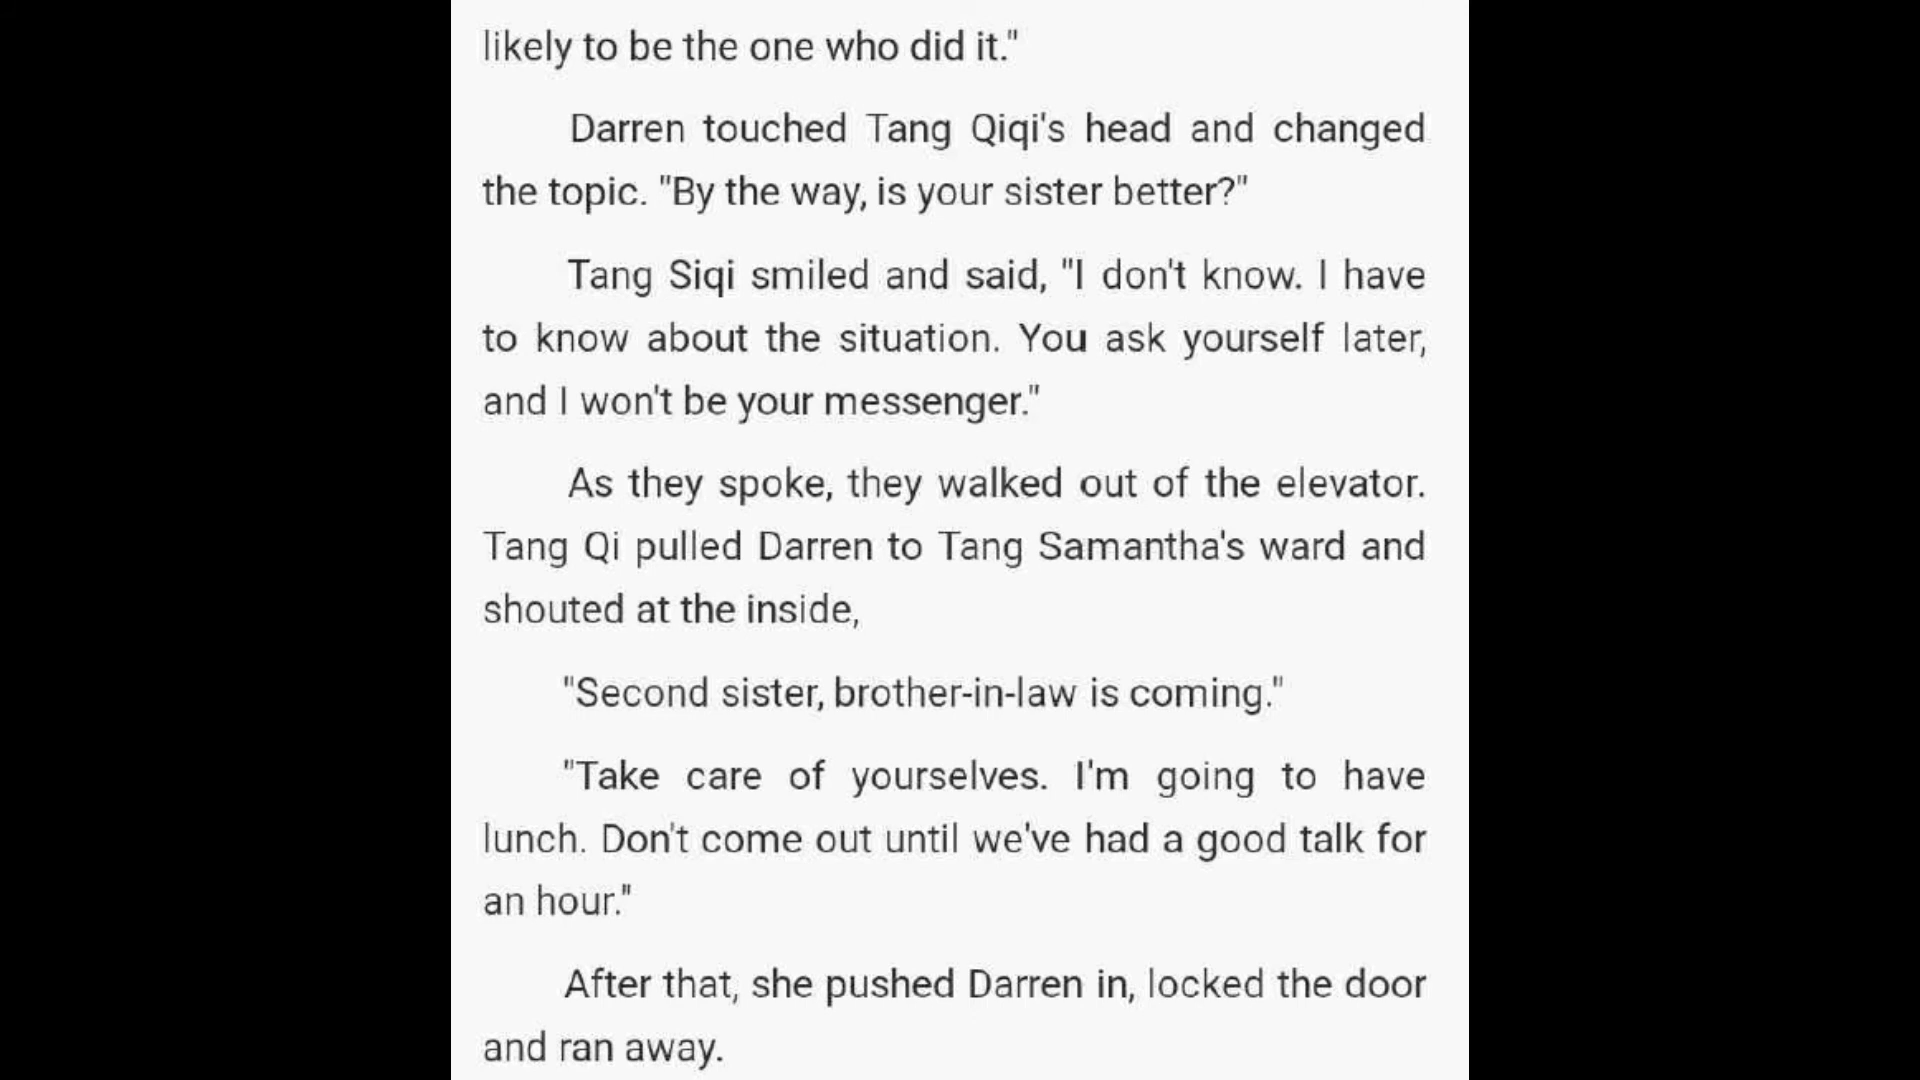 likely to be the one who did it."
Darren touched Tang Qiqi's head and changed
the topic. "By the way, is your sister better?"
Tang Siqi smiled and said, "I don't know. I have
to know about the situation. You ask yourself later,
and I won't be your messenger."
As they spoke, they walked out of the elevator.
Tang Qi pulled Darren to Tang Samantha's ward and
shouted at the inside,
"Second sister, brother-in-law is coming."
"Take care of yourselves. I'm going to have
lunch. Don't come out until we've had a good talk for
an hour."
After that, she pushed Darren in, locked the door
and ran away.